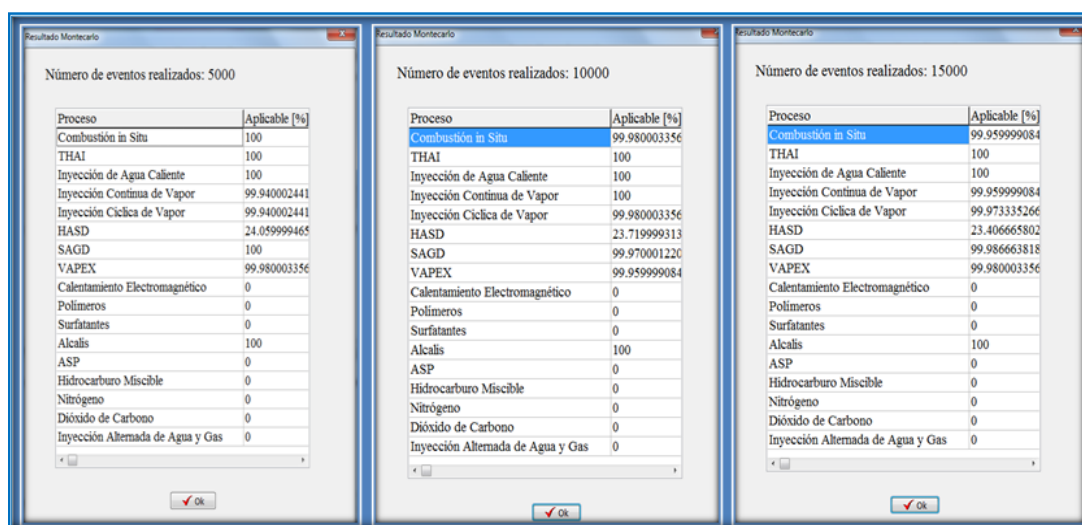 Resultado Montecarlo
Número de eventos realizados: 5000
Proceso Aplicable [%]
Combustión in Situ 100
THAI 100
Inyección de Agua Caliente 100
Inyección Continua de Vapor 99.940002441
Inyección Cíclica de Vapor 99.940002441
HASD 24.059999465
SAGD 100
VAPEX 99.980003356
Calentamiento Electromagnético 0
Polímeros 0
Surfatantes 0
Alcalis 100
ASP 0
Hidrocarburo Miscible 0
Nitrógeno 0
Dióxido de Carbono 0
Inyección Alternada de Agua y Gas 0
Ok
Resultado Montecarlo
Número de eventos realizados: 10000
Proceso Aplicable [%]
Combustión in Situ 99.980003356
THAI 100
Inyección de Agua Caliente 100
Inyección Continua de Vapor 100
Inyección Cíclica de Vapor 99.980003356
HASD 23.719999313
SAGD 99.970001220
VAPEX 99.959999084
Calentamiento Electromagnético 0
Polímeros 0
Surfatantes 0
Alcalis 100
ASP 0
Hidrocarburo Miscible 0
Nitrógeno 0
Dióxido de Carbono 0
Inyección Alternada de Agua y Gas 0
Ok
Resultado Montecarlo
Número de eventos realizados: 15000
Proceso Aplicable [%]
Combustión in Situ 99.959999084
THAI 100
Inyección de Agua Caliente 100
Inyección Continua de Vapor 99.959999084
Inyección Cíclica de Vapor 99.973335266
HASD 23.406665802
SAGD 99.986663818
VAPEX 99.980003356
Calentamiento Electromagnético 0
Polímeros 0
Surfatantes 0
Alcalis 100
ASP 0
Hidrocarburo Miscible 0
Nitrógeno 0
Dióxido de Carbono 0
Inyección Alternada de Agua y Gas 0
Ok